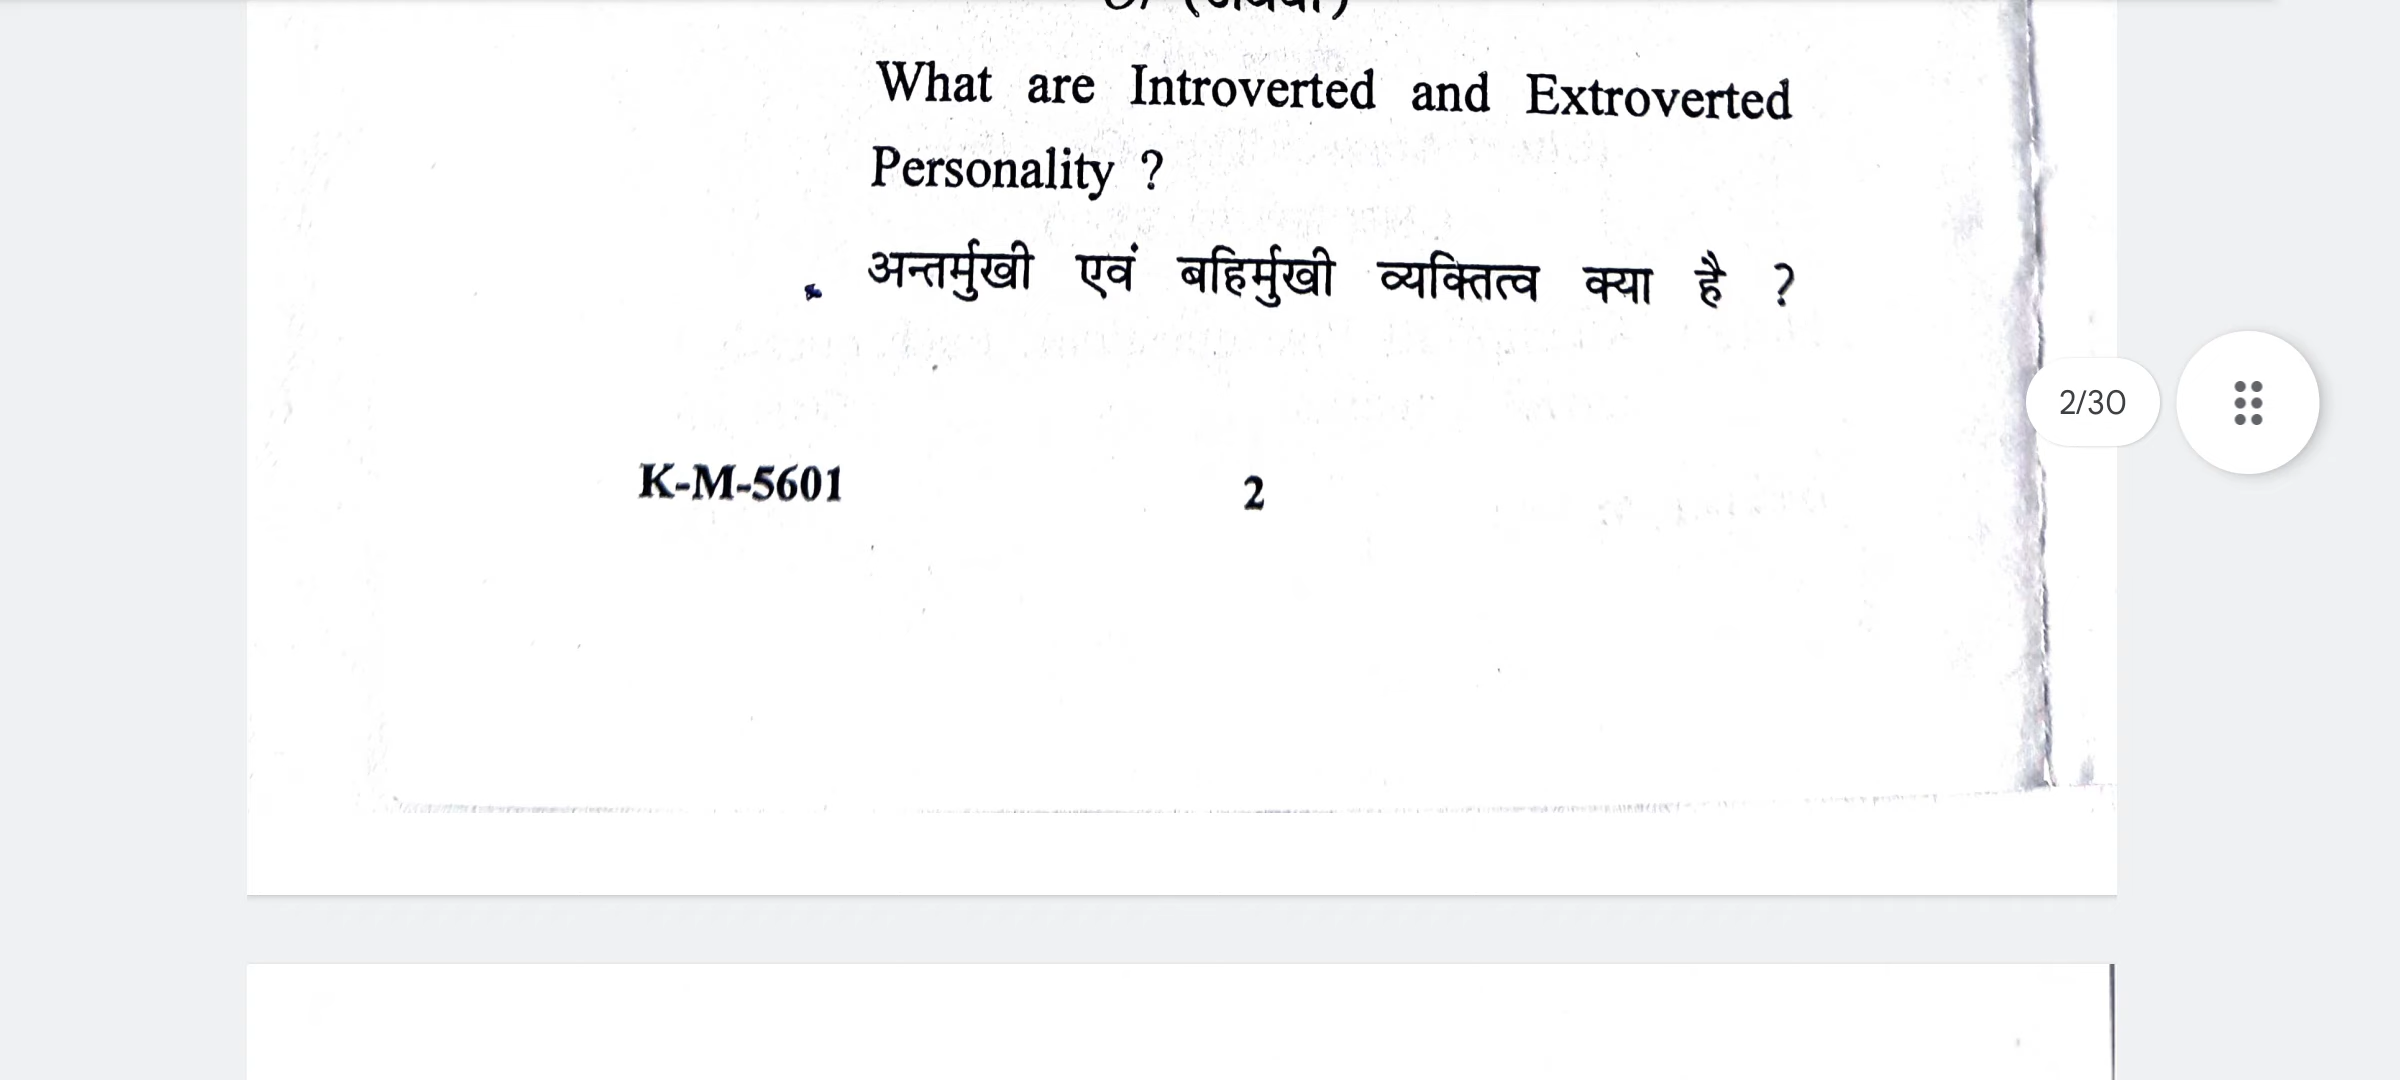 What are Introverted and Extroverted
Personality ?
अन्तर्मुखी एवं बहिर्मुखी व्यक्तित्व क्या है ?
2/30
K-M-5601 2